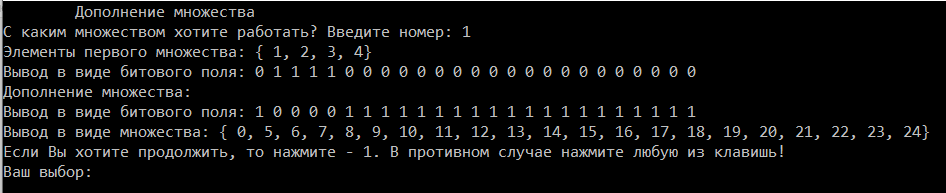 Дополнение множества
С каким множеством хотите работать? Введите номер: 1
Элементы первого множества: { 1, 2, 3, 4}
Вывод в виде битового поля: 0 1 1 1 1 0 0 0 0 0 0 0 0 0 0 0 0 0 0 0 0 0 0 0 0
Дополнение множества:
Вывод в виде битового поля: 1 0 0 0 0 1 1 1 1 1 1 1 1 1 1 1 1 1 1 1 1 1 1 1 1
Вывод в виде множества: { 0, 5, 6, 7, 8, 9, 10, 11, 12, 13, 14, 15, 16, 17, 18, 19, 20, 21, 22, 23, 24}
Если Вы хотите продолжить, то нажмите - 1. В противном случае нажмите любую из клавишь!
Ваш выбор: